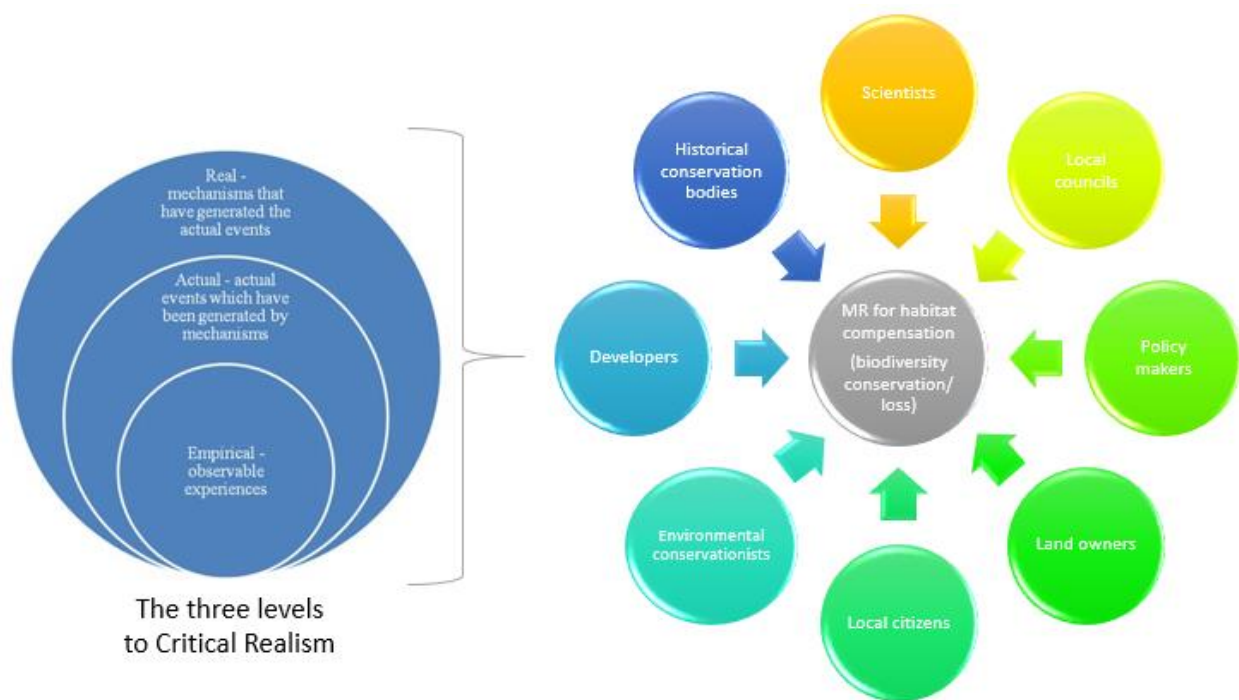 Real -
mechanisms that
have generated the
actual events
Actual - actual
events which have
been generated by
mechanisms
Empirical -
observable
experiences
The three levels
to Critical Realism
Scientists
Historical
conservation
bodies
Local
councils
Developers
MR for habitat
compensation
(biodiversity
conservation/
loss)
Policy
makers
Environmental
conservationists
Land owners
Local citizens